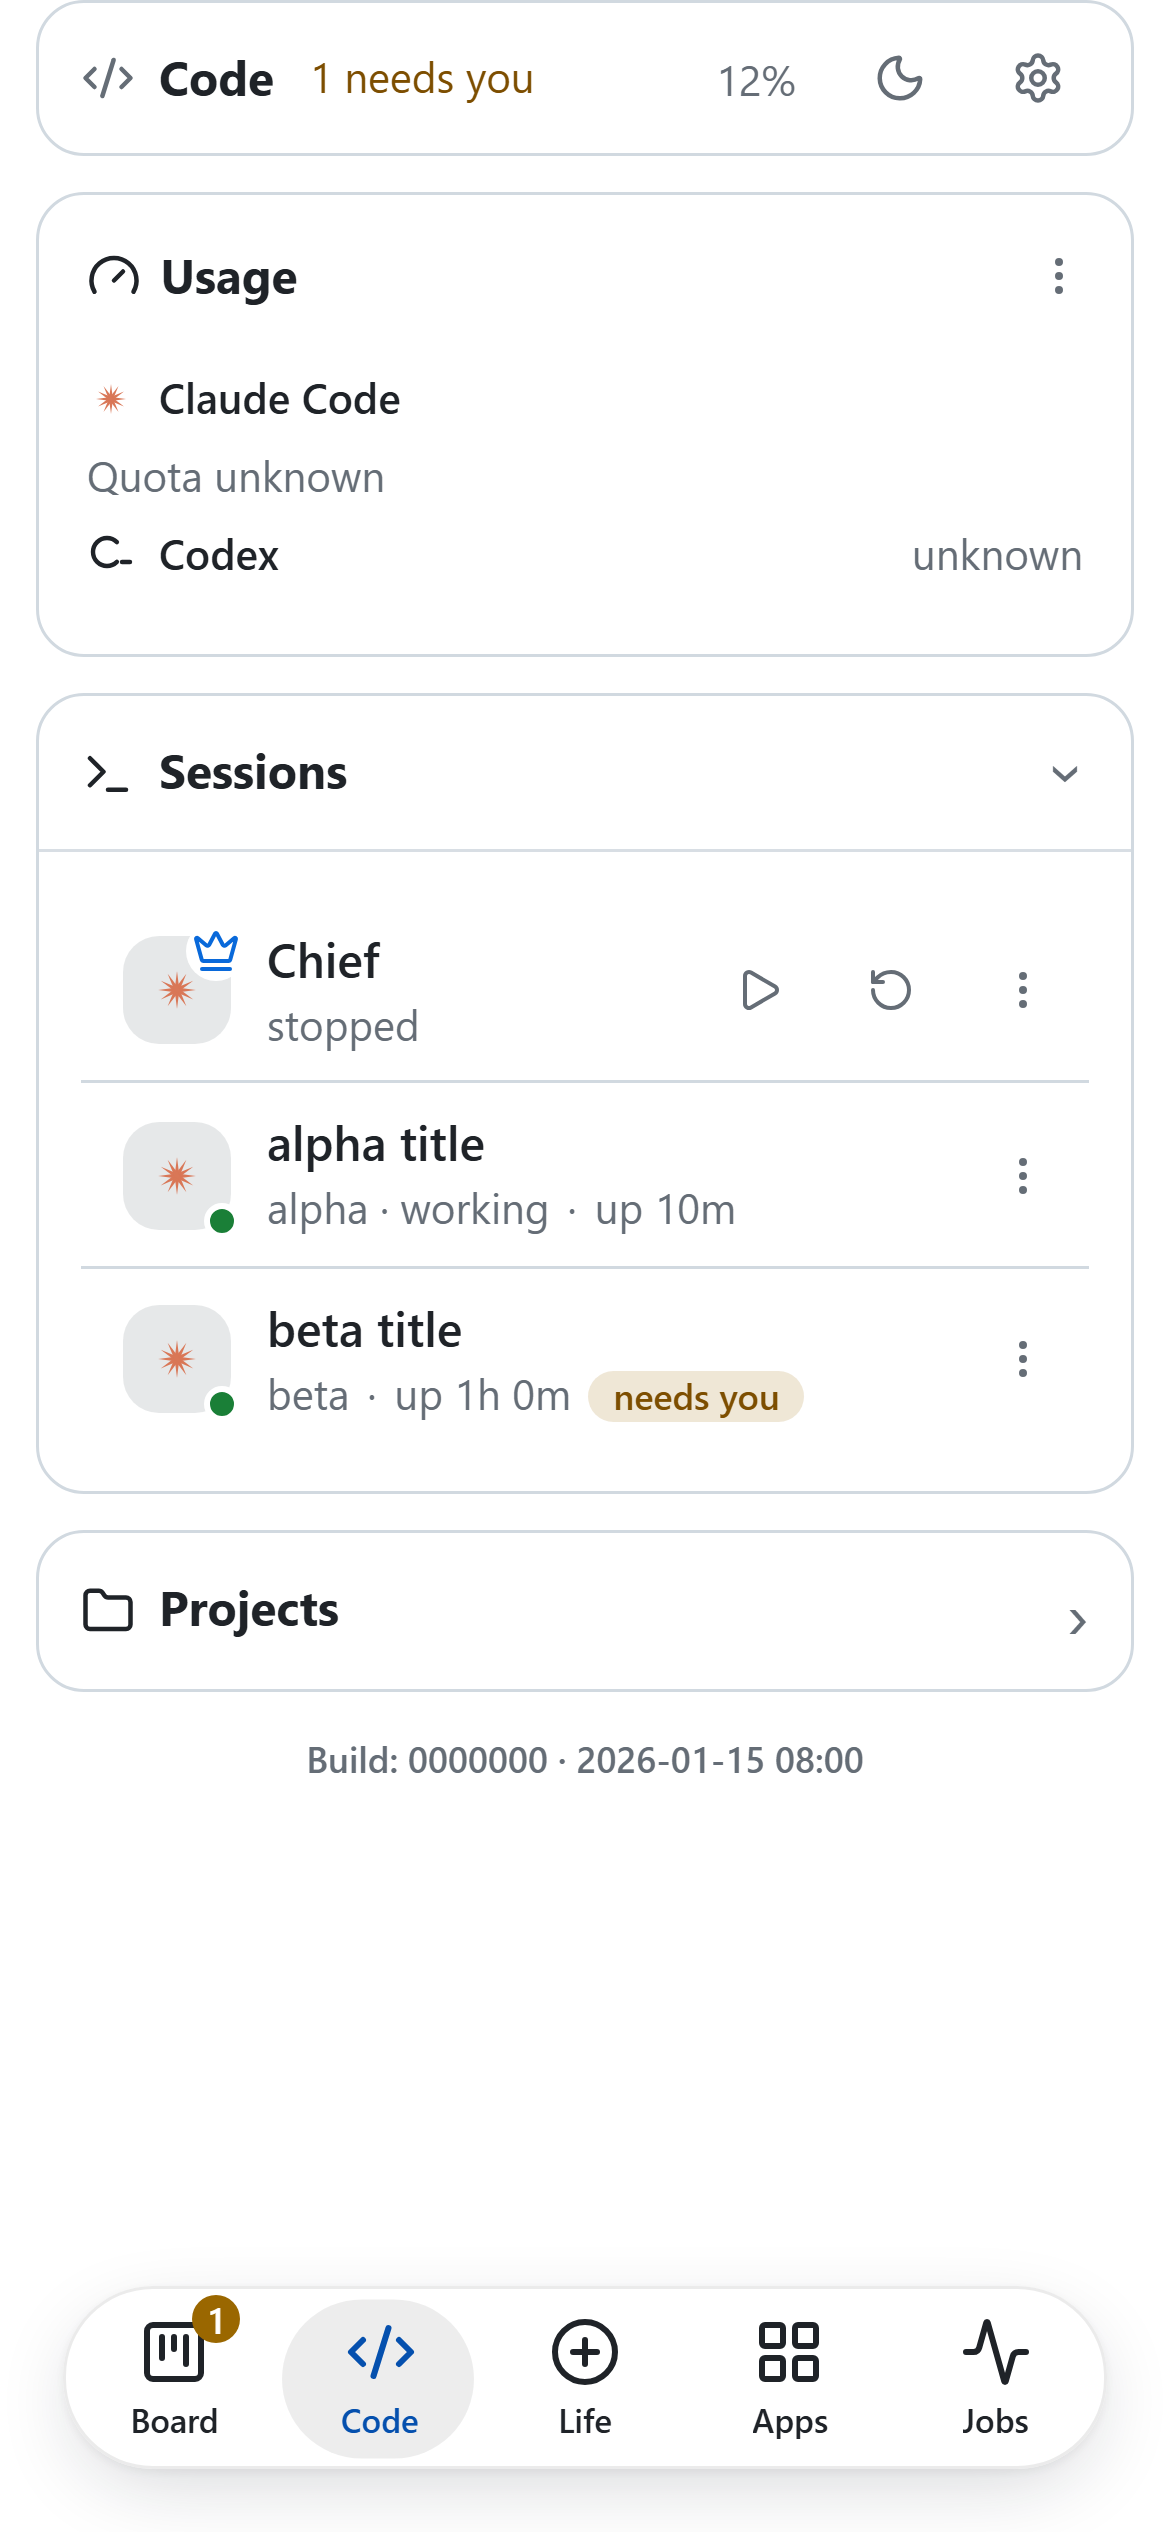 Code 1 needs you 12%
Usage
Claude Code
Quota unknown
Codex unknown
Sessions
Chief
stopped
alpha title
alpha · working · up 10m
beta title
beta · up 1h 0m needs you
Projects
Build: 0000000 · 2026-01-15 08:00
1
Board Code Life Apps Jobs